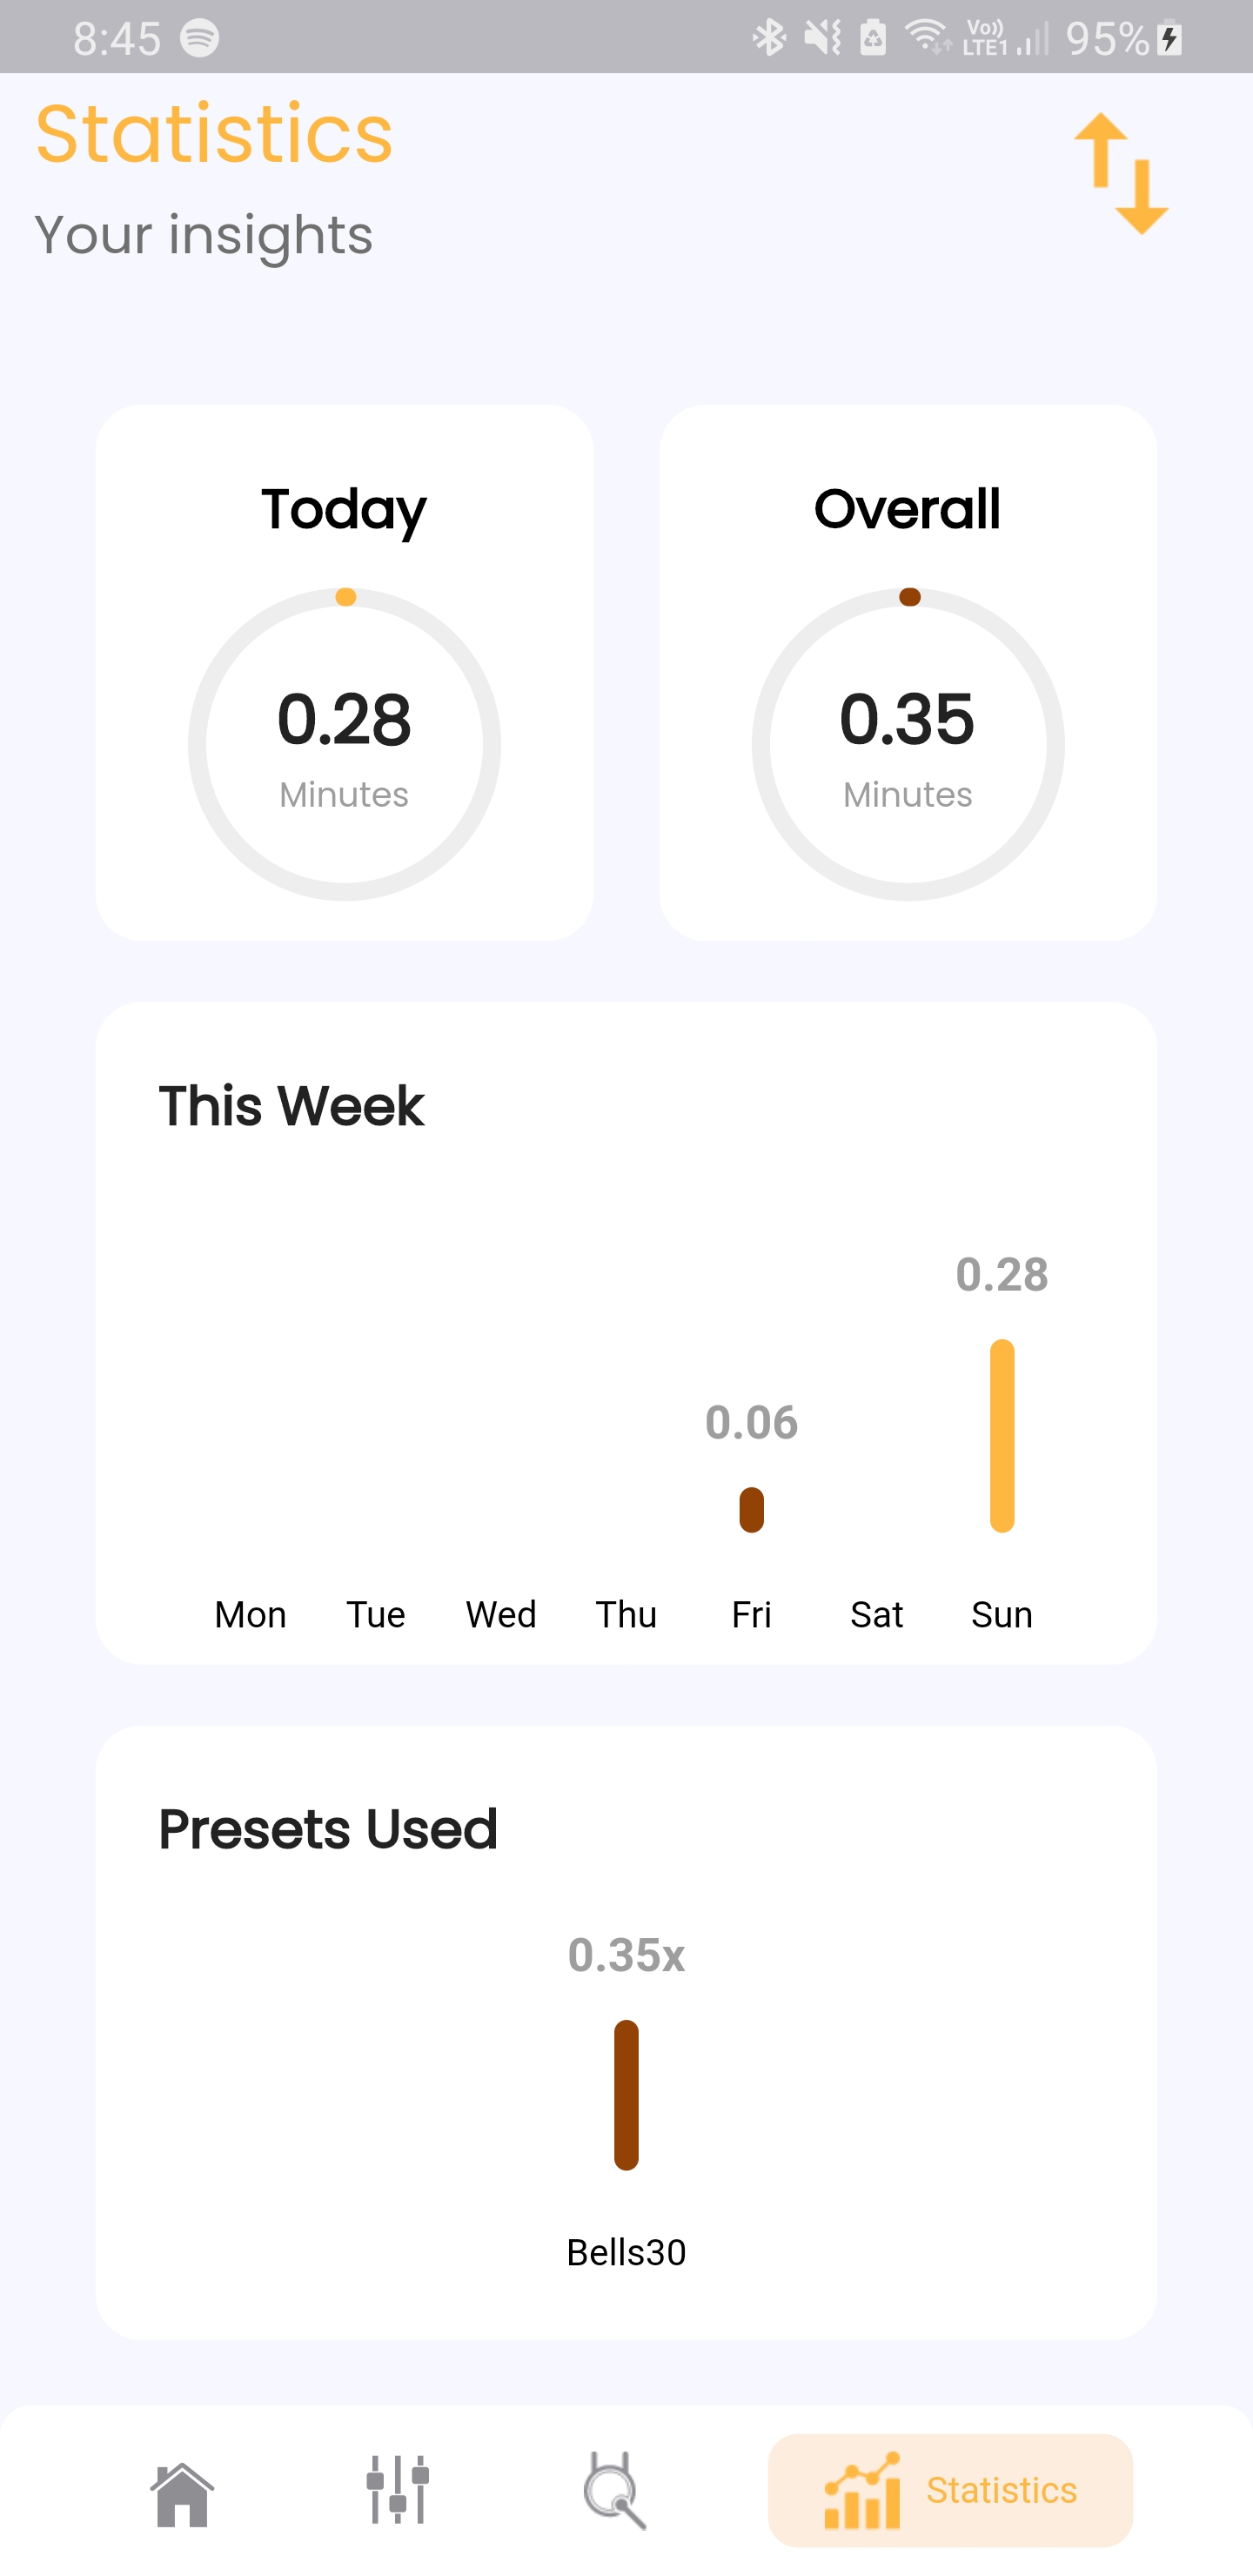 8:45 Vo)) LTE1 95%
Statistics
Your insights
Today Overall
0.28 0.35
Minutes Minutes
This Week
0.28
0.06
Mon Tue Wed Thu Fri Sat Sun
Presets Used
0.35x
Bells30
Statistics